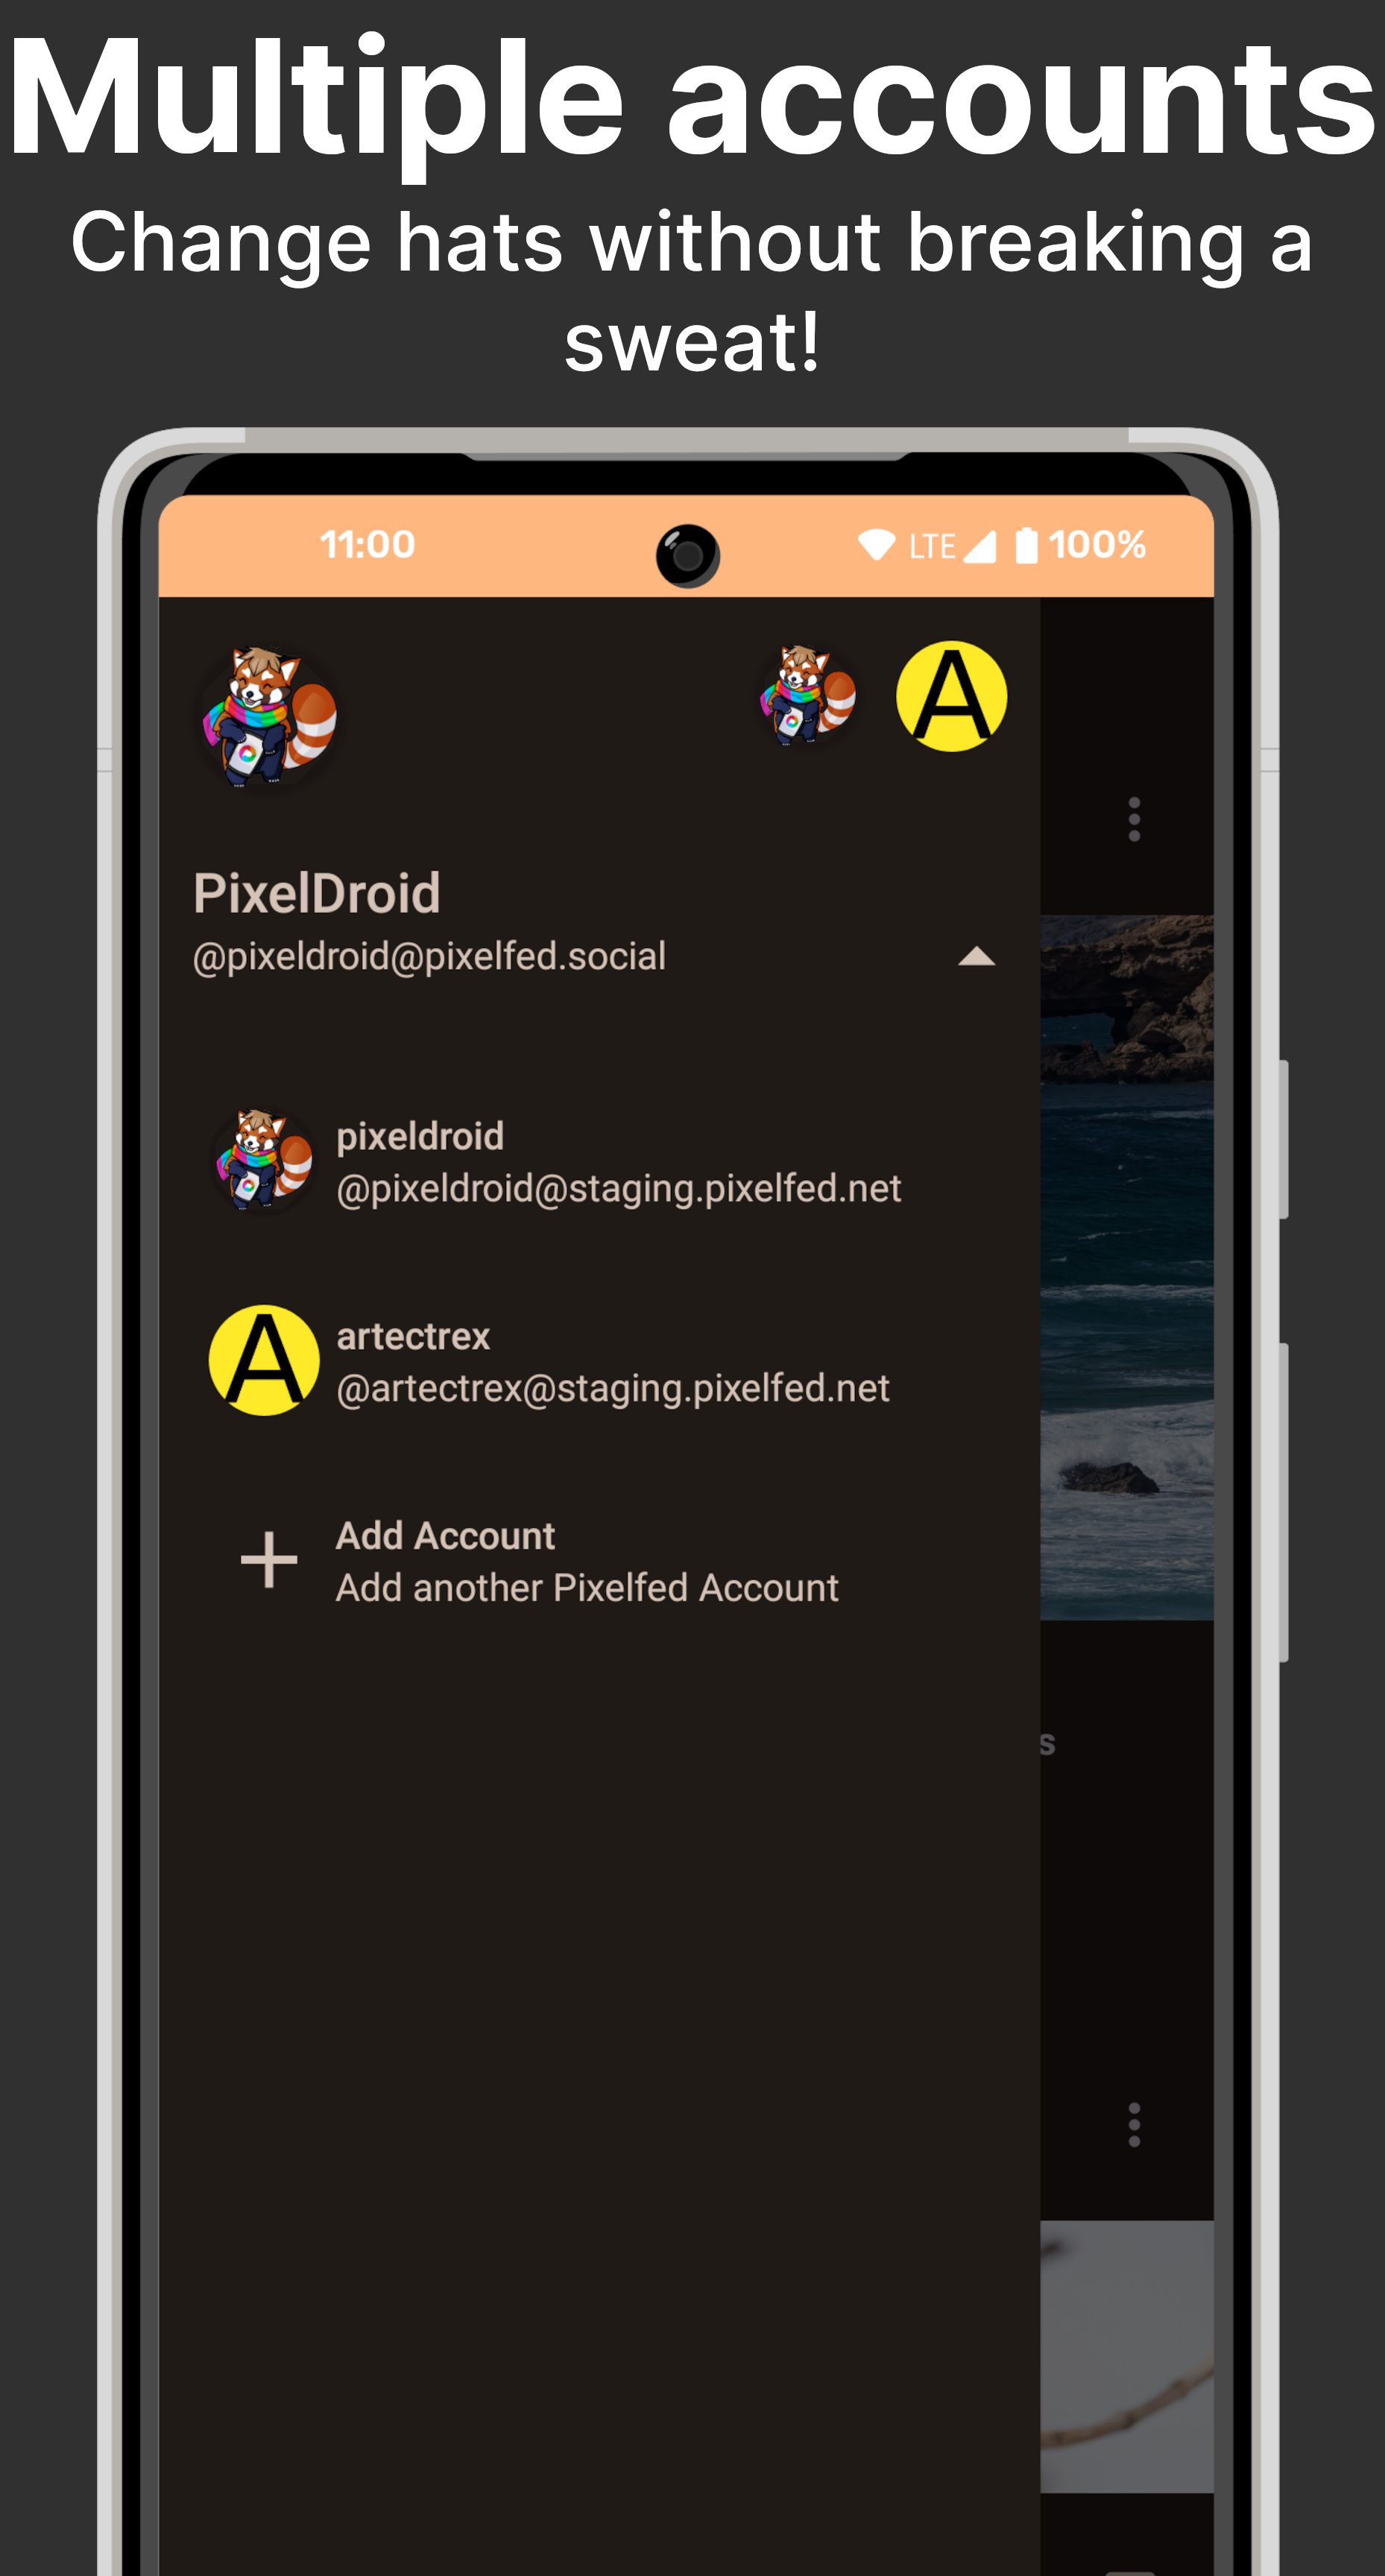 Multiple accounts
Change hats without breaking a
sweat!
11:00 LTE 100%
A
PixelDroid
@pixeldroid@pixelfed.social
pixeldroid
@pixeldroid@staging.pixelfed.net
A
artectrex
@artectrex@staging.pixelfed.net
Add Account
Add another Pixelfed Account
s